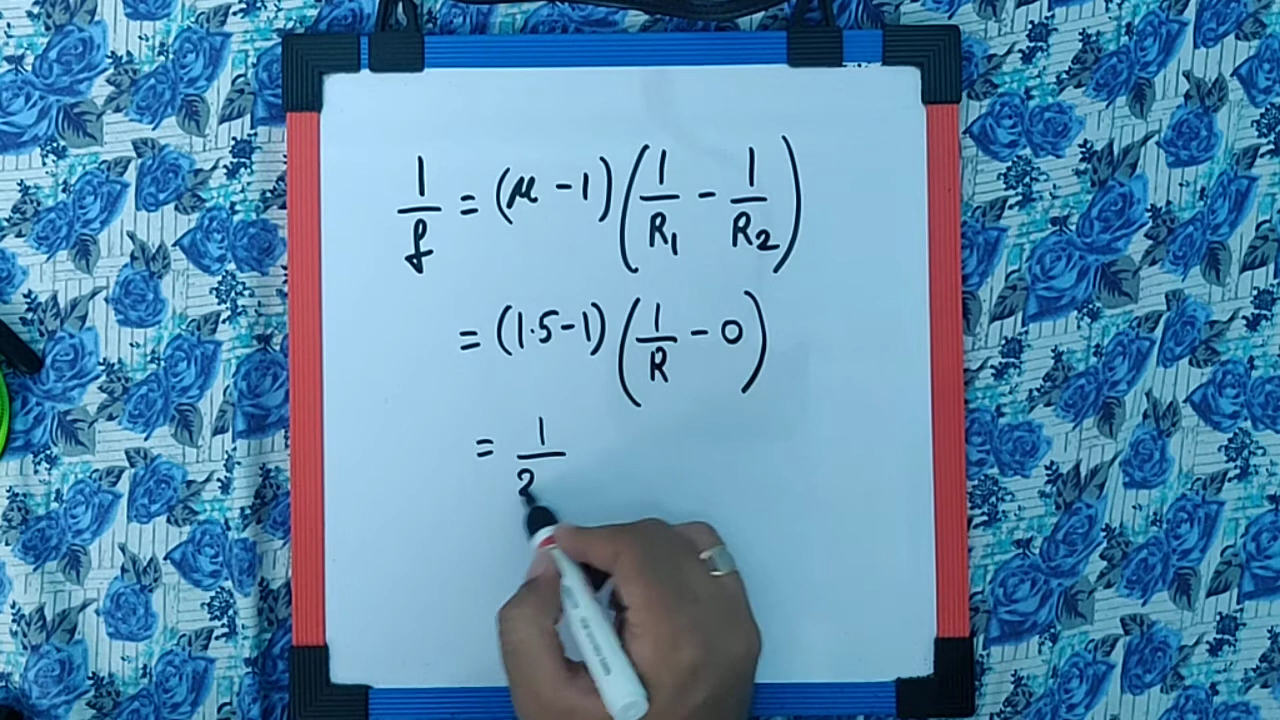 1/f = (μ - 1) (1/R₁ - 1/R₂)
= (1.5 - 1) (1/R - 0)
= 1/2